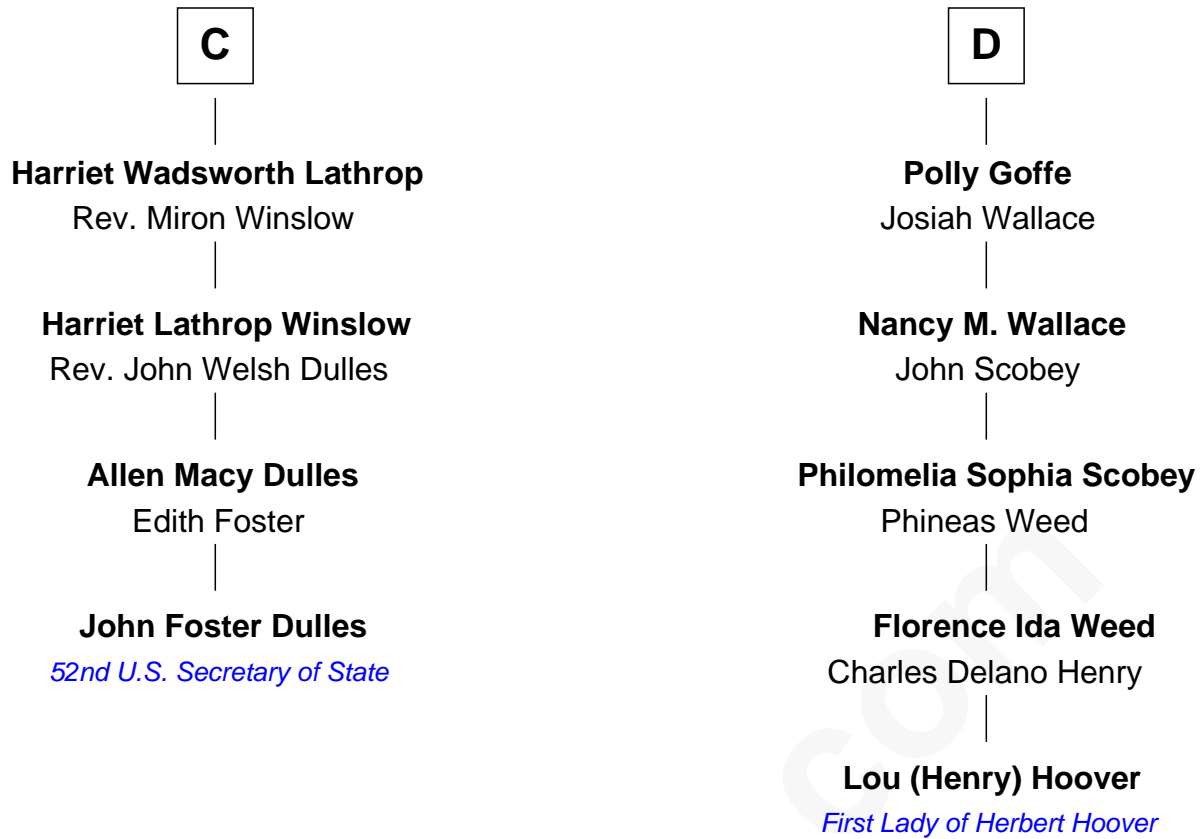 C
Harriet Wadsworth Lathrop
Rev. Miron Winslow
Harriet Lathrop Winslow
Rev. John Welsh Dulles
Allen Macy Dulles
Edith Foster
John Foster Dulles
52nd U.S. Secretary of State
D
Polly Goffe
Josiah Wallace
Nancy M. Wallace
John Scobey
Philomelia Sophia Scobey
Phineas Weed
Florence Ida Weed
Charles Delano Henry
Lou (Henry) Hoover
First Lady of Herbert Hoover
com